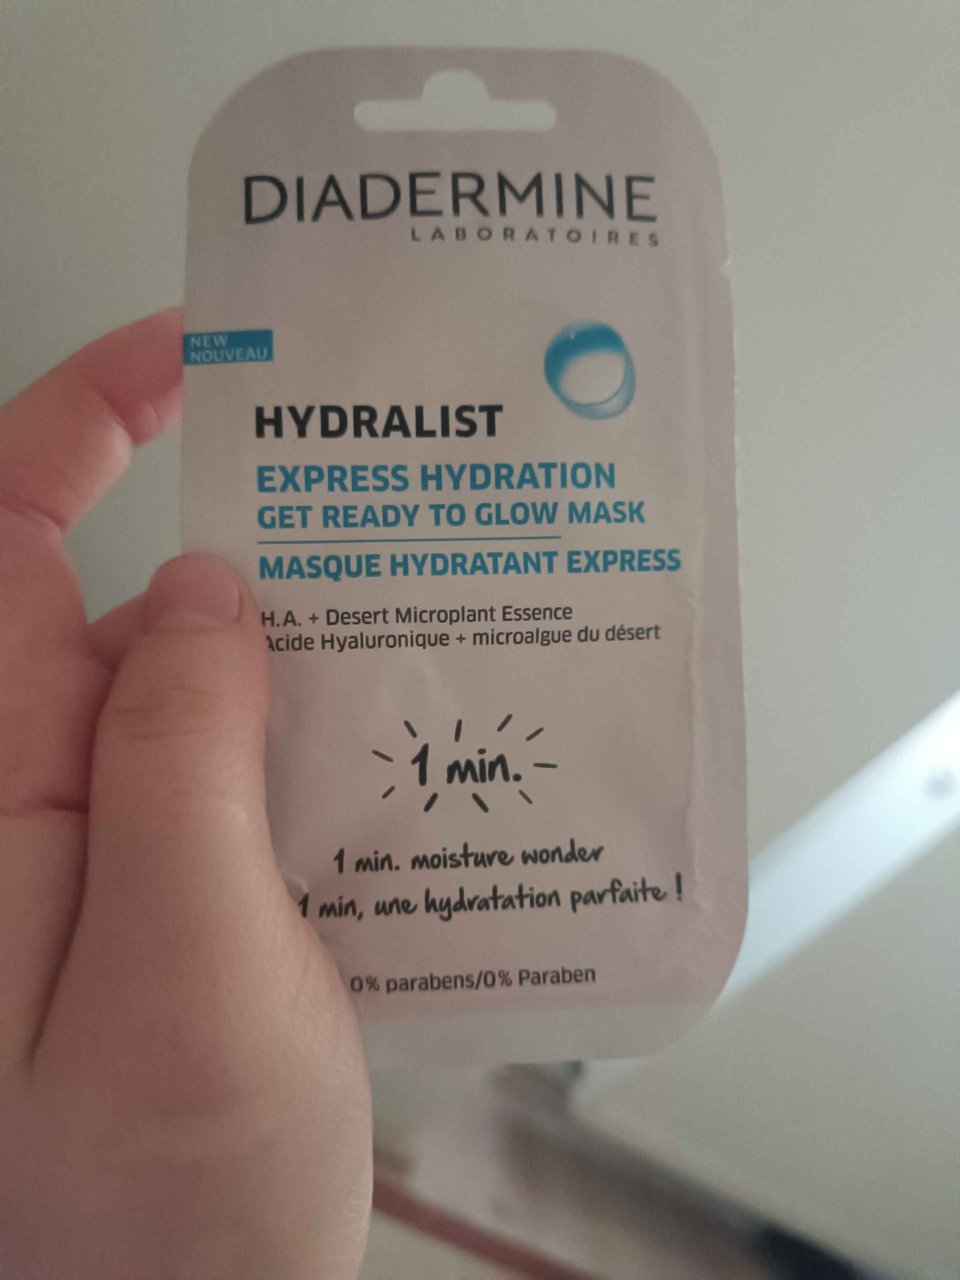 DIADERMINE
LABORATOIRES
NEW
NOUVEAU
HYDRALIST
EXPRESS HYDRATION
GET READY TO GLOW MASK
MASQUE HYDRATANT EXPRESS
H.A. + Desert Microplant Essence
Acide Hyaluronique + microalgue du désert
1 min.
1 min. moisture wonder
1 min, une hydratation parfaite !
0% parabens/0% Paraben